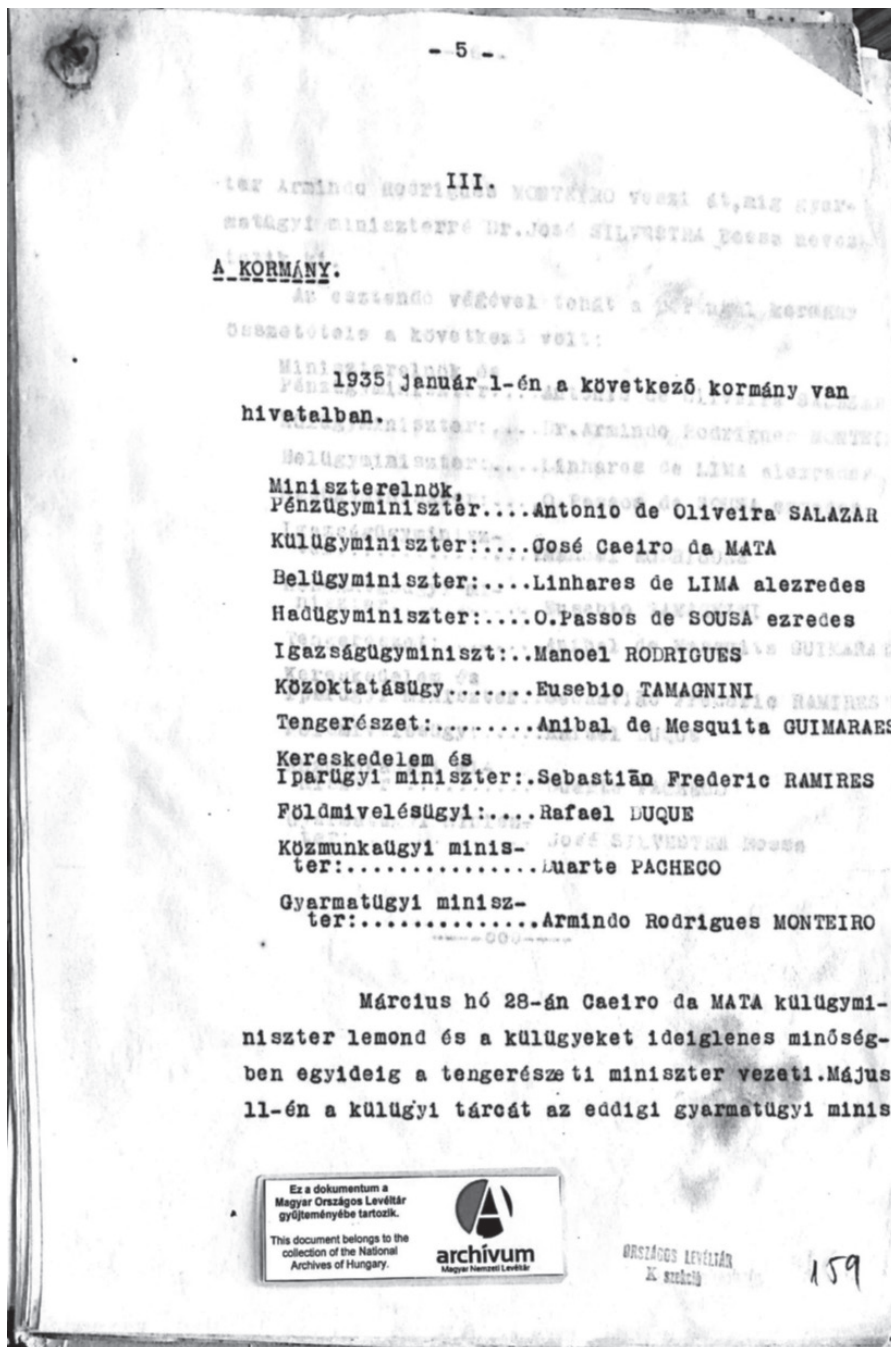 - 5 -
III.
A KORMÁNY.
1935 január 1-én a következő kormány van
hivatalban.
Miniszterelnök,
Pénzügyminiszter....Antonio de Oliveira SALAZAR
Külügyminiszter:....José Caeiro da MATA
Belügyminiszter:....Linhares de LIMA alezredes
Hadügyminiszter:....O.Passos de SOUSA ezredes
Igazságügyminiszt:..Manoel RODRIGUES
Közoktatásügy.......Eusebio TAMAGNINI
Tengerészet:........Anibal de Mesquita GUIMARAES
Kereskedelem és
Iparügyi miniszter:.Sebastiãn Frederic RAMIRES
Földmivelésügyi:....Rafael DUQUE
Közmunkaügyi minis-
ter:...............Duarte PACHECO
Gyarmatügyi minisz-
ter:..............Armindo Rodrigues MONTEIRO
Március hó 28-án Caeiro da MATA külügymi-
niszter lemond és a külügyeket ideiglenes minőség-
ben egyideig a tengerészeti miniszter vezeti.Május
11-én a külügyi tárcát az eddigi gyarmatügyi minis
Ez a dokumentum a
Magyar Országos Levéltár
gyűjteményébe tartozik.
This document belongs to the
collection of the National
Archives of Hungary.
archívum
Magyar Nemzeti Levéltár
ORSZÁGOS LEVÉLTÁR
K szekció
159